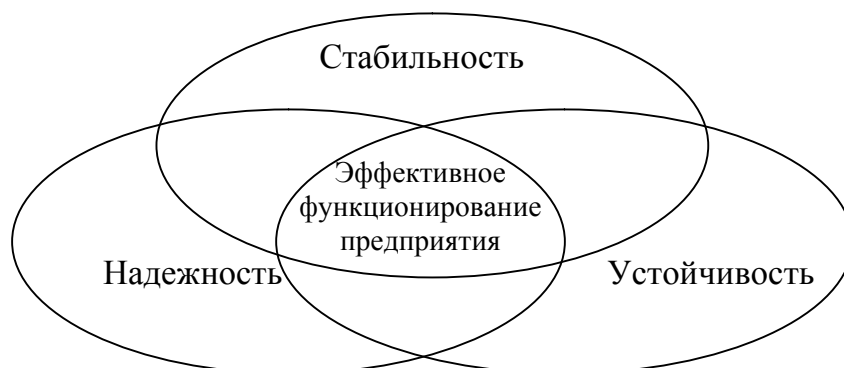 Стабильность
Эффективное
функционирование
предприятия
Надежность
Устойчивость